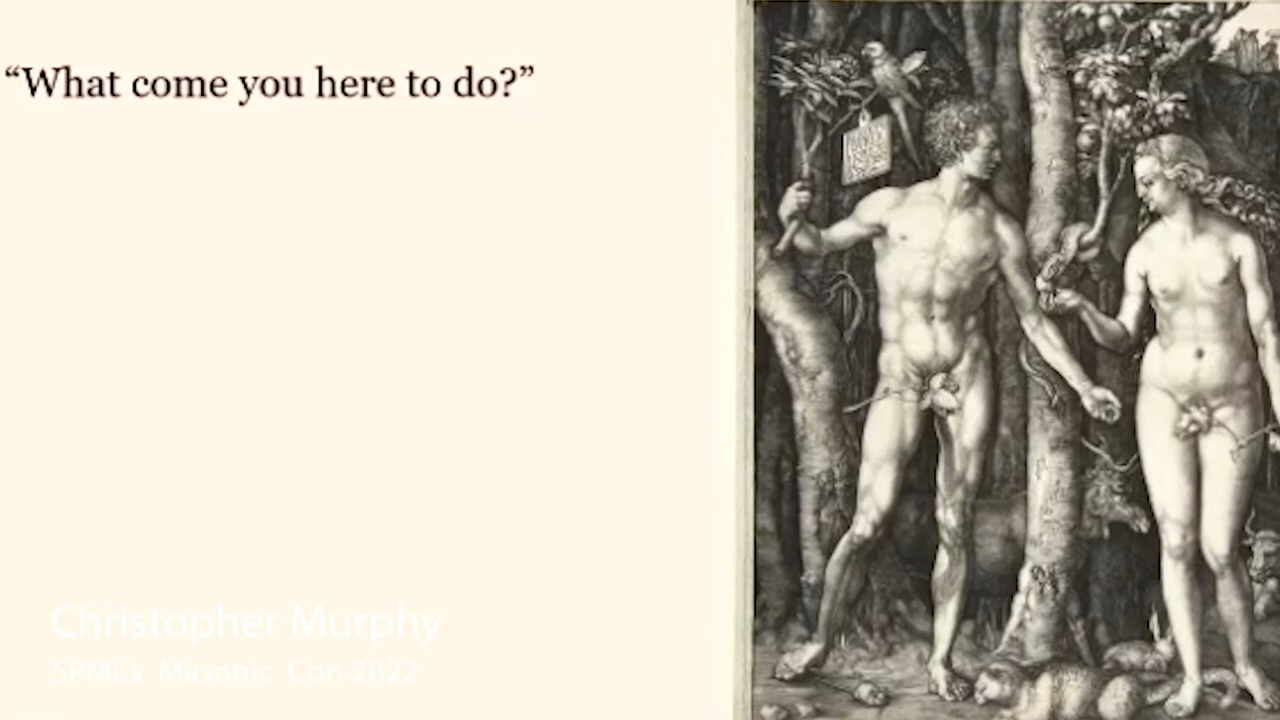 “What come you here to do?”
Christopher Murphy
SPML's Masonic Con 2022